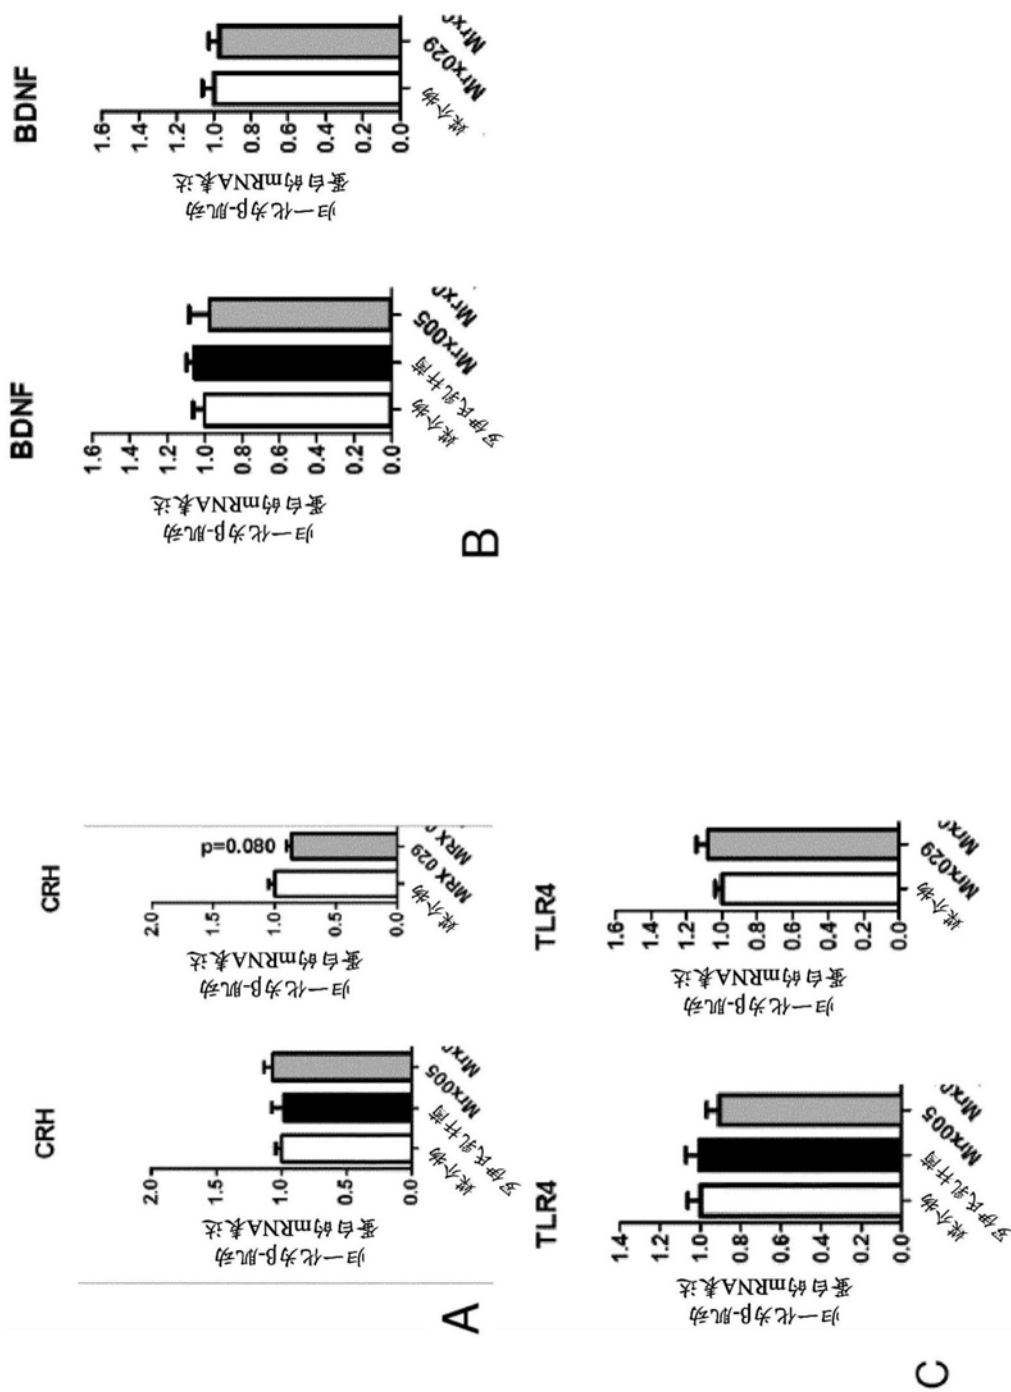 A
CRH
归一化为β-肌动
蛋白的mRNA表达
2.0
1.5
1.0
0.5
0.0
媒介物
罗伊氏乳杆菌
Mrx005
CRH
归一化为β-肌动
蛋白的mRNA表达
2.0
1.5
1.0
0.5
0.0
p=0.080
媒介物
MRX 029
MRX
B
BDNF
归一化为β-肌动
蛋白的mRNA表达
1.6
1.4
1.2
1.0
0.8
0.6
0.4
0.2
0.0
媒介物
罗伊氏乳杆菌
Mrx005
BDNF
归一化为β-肌动
蛋白的mRNA表达
1.6
1.4
1.2
1.0
0.8
0.6
0.4
0.2
0.0
媒介物
Mrx029
C
TLR4
归一化为β-肌动
蛋白的mRNA表达
1.4
1.2
1.0
0.8
0.6
0.4
0.2
0.0
媒介物
罗伊氏乳杆菌
Mrx005
TLR4
归一化为β-肌动
蛋白的mRNA表达
1.6
1.4
1.2
1.0
0.8
0.6
0.4
0.2
0.0
媒介物
Mrx029